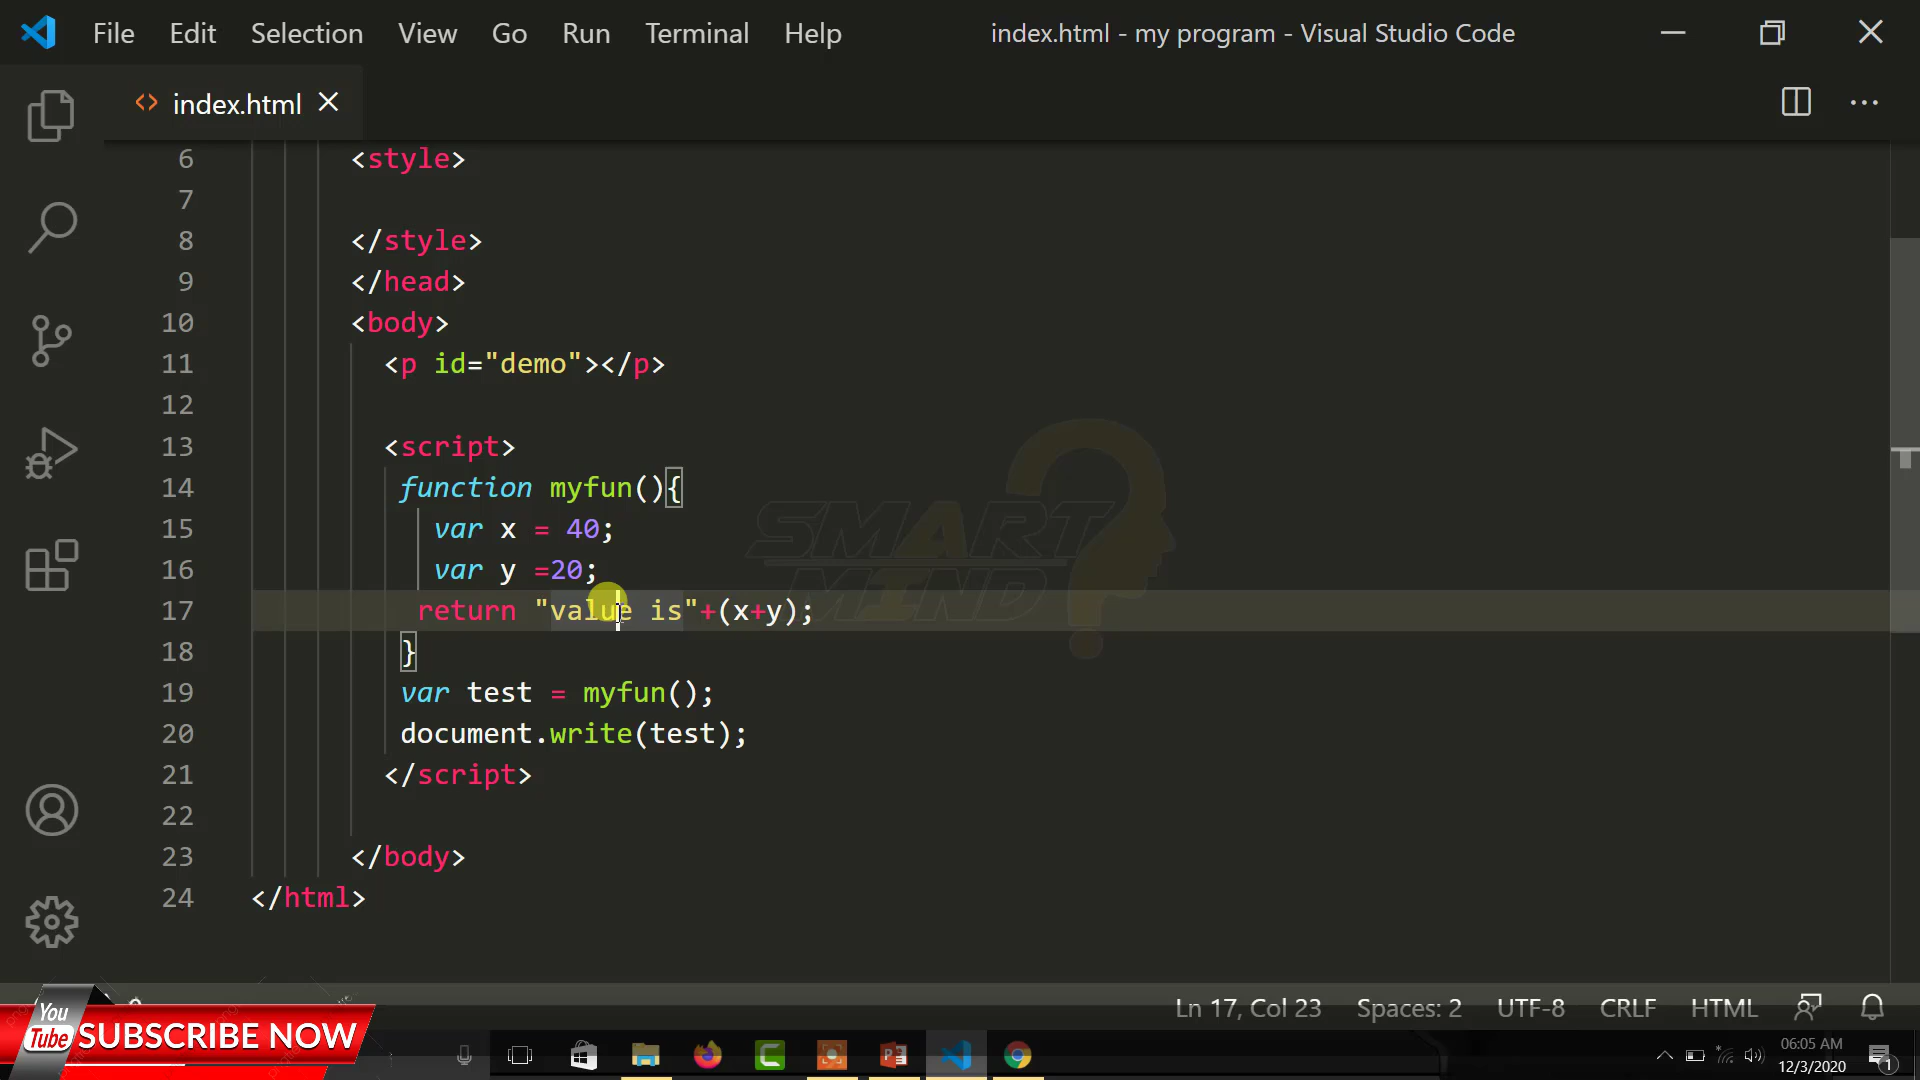 File Edit Selection View Go Run Terminal Help index.html - my program - Visual Studio Code
index.html
6 <style>
7
8 </style>
9 </head>
10 <body>
11 <p id="demo"></p>
12
13 <script>
14 function myfun(){
15 var x = 40;
16 var y =20;
17 return "value is"+(x+y);
18 }
19 var test = myfun();
20 document.write(test);
21 </script>
22
23 </body>
24 </html>
SMART
MIND
Ln 17, Col 23 Spaces: 2 UTF-8 CRLF HTML
You
Tube SUBSCRIBE NOW
06:05 AM
12/3/2020
1